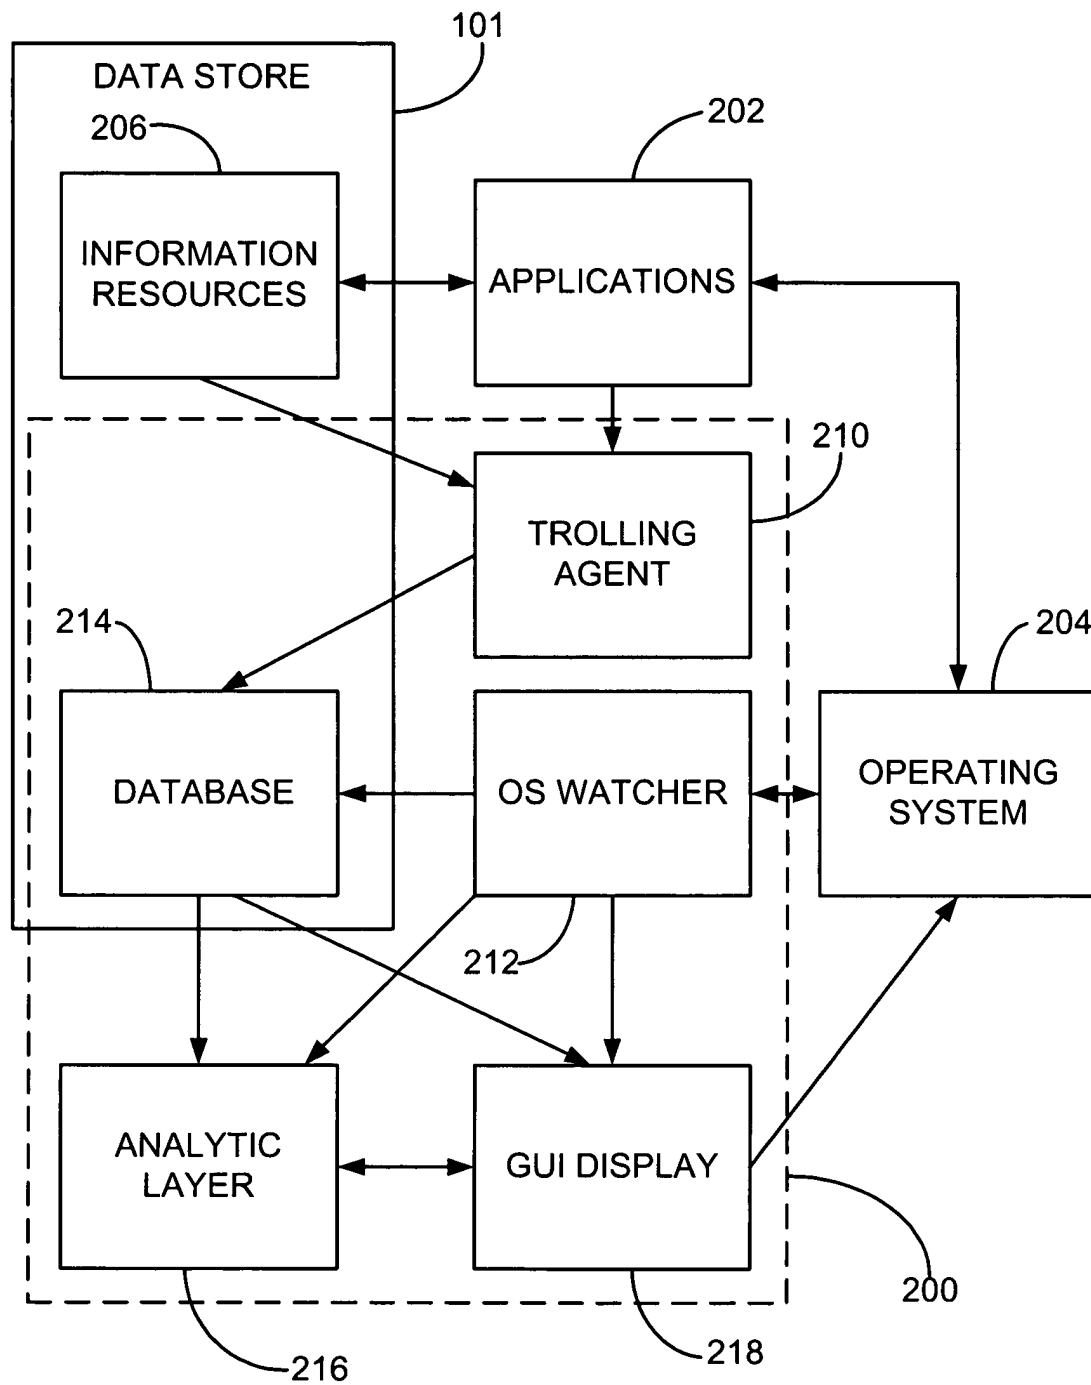 101
DATA STORE
206
202
INFORMATION
RESOURCES
APPLICATIONS
210
TROLLING
AGENT
214
204
DATABASE
OS WATCHER
OPERATING
SYSTEM
212
ANALYTIC
LAYER
GUI DISPLAY
200
216
218